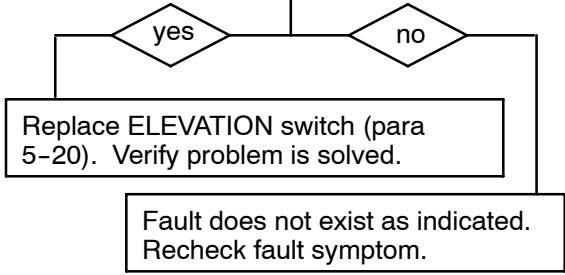 yes
no
Replace ELEVATION switch (para
5-20). Verify problem is solved.
Fault does not exist as indicated.
Recheck fault symptom.